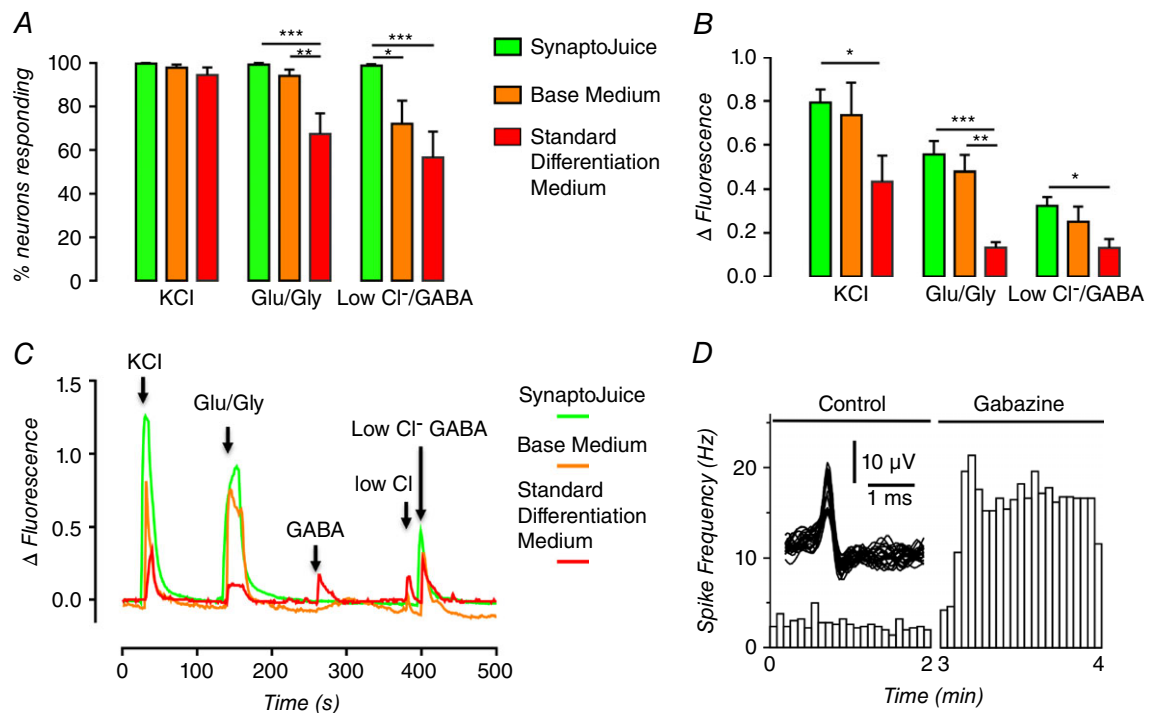 A
% neurons responding
100
80
60
40
20
0
***
**
***
*
KCl
Glu/Gly
Low Cl⁻/GABA
SynaptoJuice
Base Medium
Standard
Differentiation
Medium
B
Δ Fluorescence
1.0
0.8
0.6
0.4
0.2
0.0
*
***
**
*
KCl
Glu/Gly
Low Cl⁻/GABA
C
Δ Fluorescence
1.5
1.0
0.5
0.0
KCl
Glu/Gly
GABA
low Cl
Low Cl⁻ GABA
0 100 200 300 400 500
Time (s)
SynaptoJuice
Base Medium
Standard
Differentiation
Medium
D
Control
Gabazine
Spike Frequency (Hz)
20
10
0
10 µV
1 ms
0 2 3 4
Time (min)